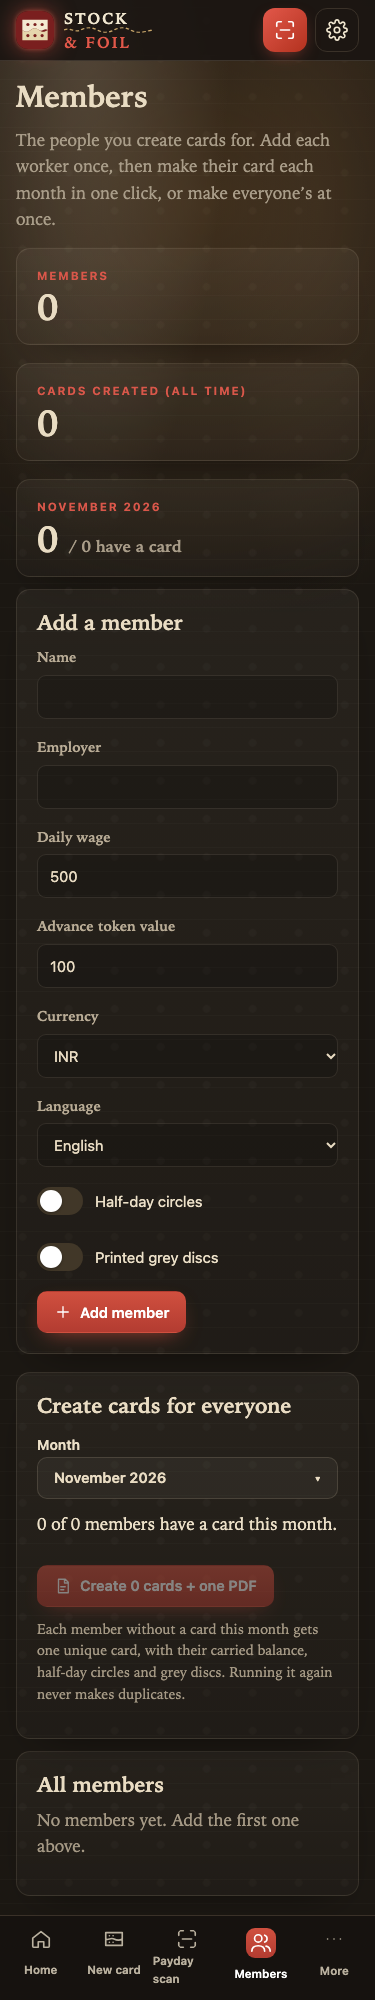 STOCK
& FOIL
Members
The people you create cards for. Add each
worker once, then make their card each
month in one click, or make everyone's at
once.
MEMBERS
0
CARDS CREATED (ALL TIME)
0
NOVEMBER 2026
0 / 0 have a card
Add a member
Name
Employer
Daily wage
500
Advance token value
100
Currency
INR
Language
English
Half-day circles
Printed grey discs
+ Add member
Create cards for everyone
Month
November 2026
0 of 0 members have a card this month.
Create 0 cards + one PDF
Each member without a card this month gets
one unique card, with their carried balance,
half-day circles and grey discs. Running it again
never makes duplicates.
All members
No members yet. Add the first one
above.
Home
New card
Payday
scan
Members
More